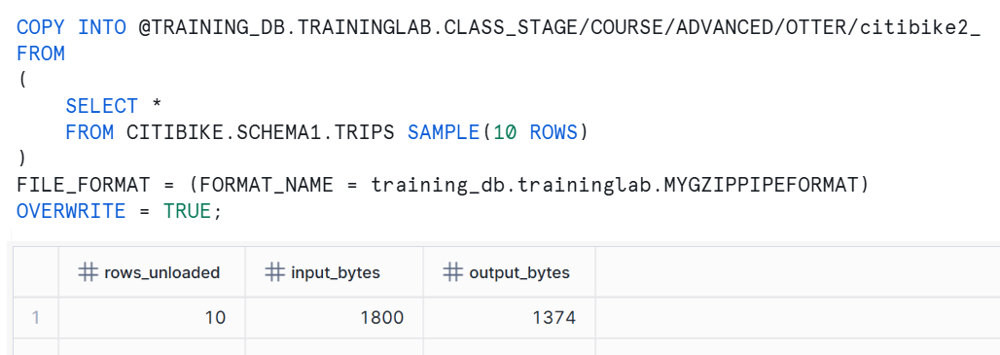 COPY INTO @TRAINING_DB.TRAININGLAB.CLASS_STAGE/COURSE/ADVANCED/OTTER/citibike2_
FROM
(
    SELECT *
    FROM CITIBIKE.SCHEMA1.TRIPS SAMPLE(10 ROWS)
)
FILE_FORMAT = (FORMAT_NAME = training_db.traininglab.MYGZIPPIPEFORMAT)
OVERWRITE = TRUE;
# rows_unloaded # input_bytes # output_bytes
1 10 1800 1374